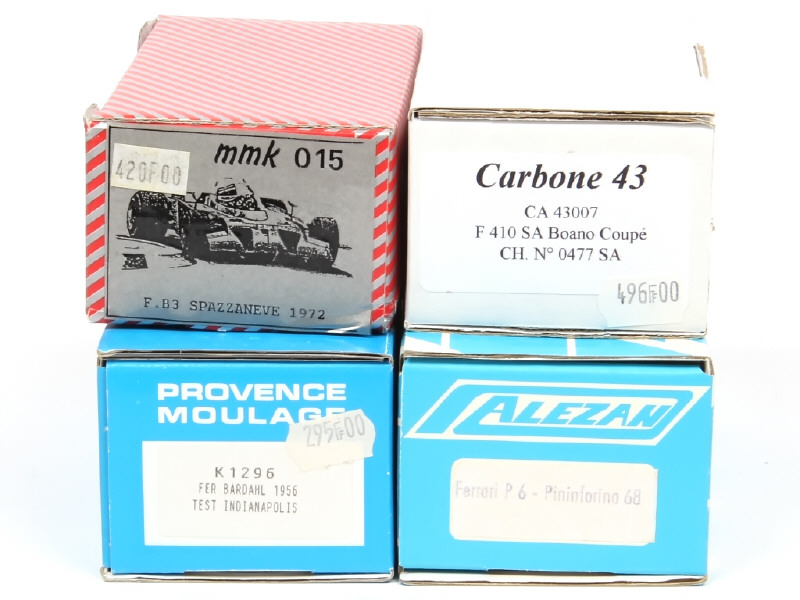 mmk 015
420F00
F.B3 SPAZZANEVE 1972
Carbone 43
CA 43007
F 410 SA Boano Coupé
CH. N° 0477 SA
496F00
PROVENCE
MOULAGE
295F00
K1296
FER BARDAHL 1956
TEST INDIANAPOLIS
ALEZAN
Ferrari P 6 - Pininfarina 68